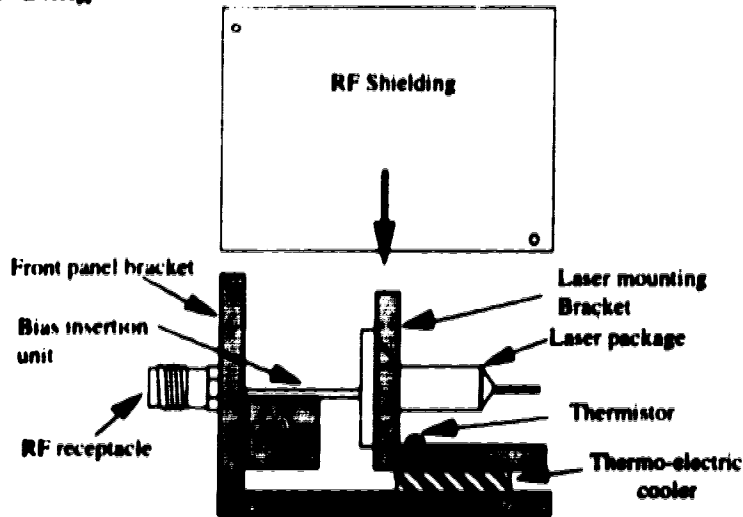 RF Shielding
Front panel bracket
Bias insertion
unit
RF receptacle
Laser mounting
Bracket
Laser package
Thermistor
Thermo-electric
cooler